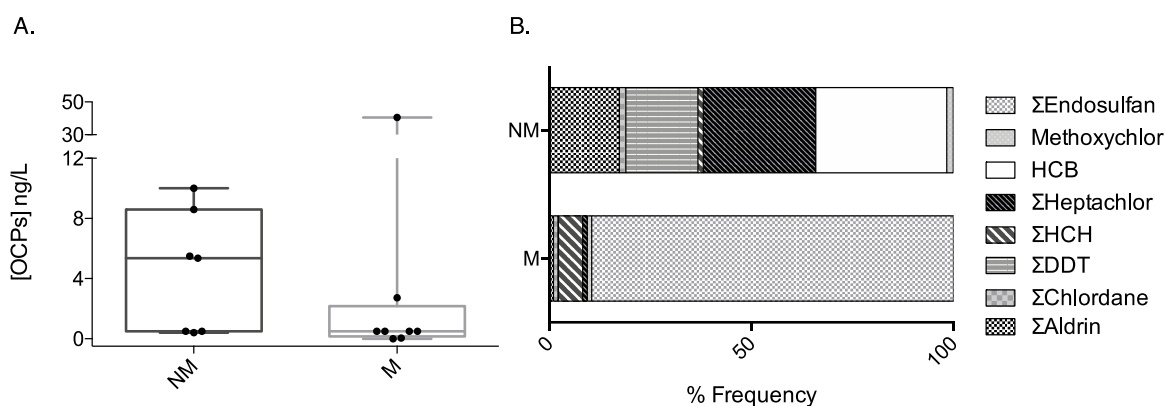 A.
[OCPs] ng/L
50
30
12
8
4
0
NM
M
B.
NM
M
0
50
100
% Frequency
ΣEndosulfan
Methoxychlor
HCB
ΣHeptachlor
ΣHCH
ΣDDT
ΣChlordane
ΣAldrin